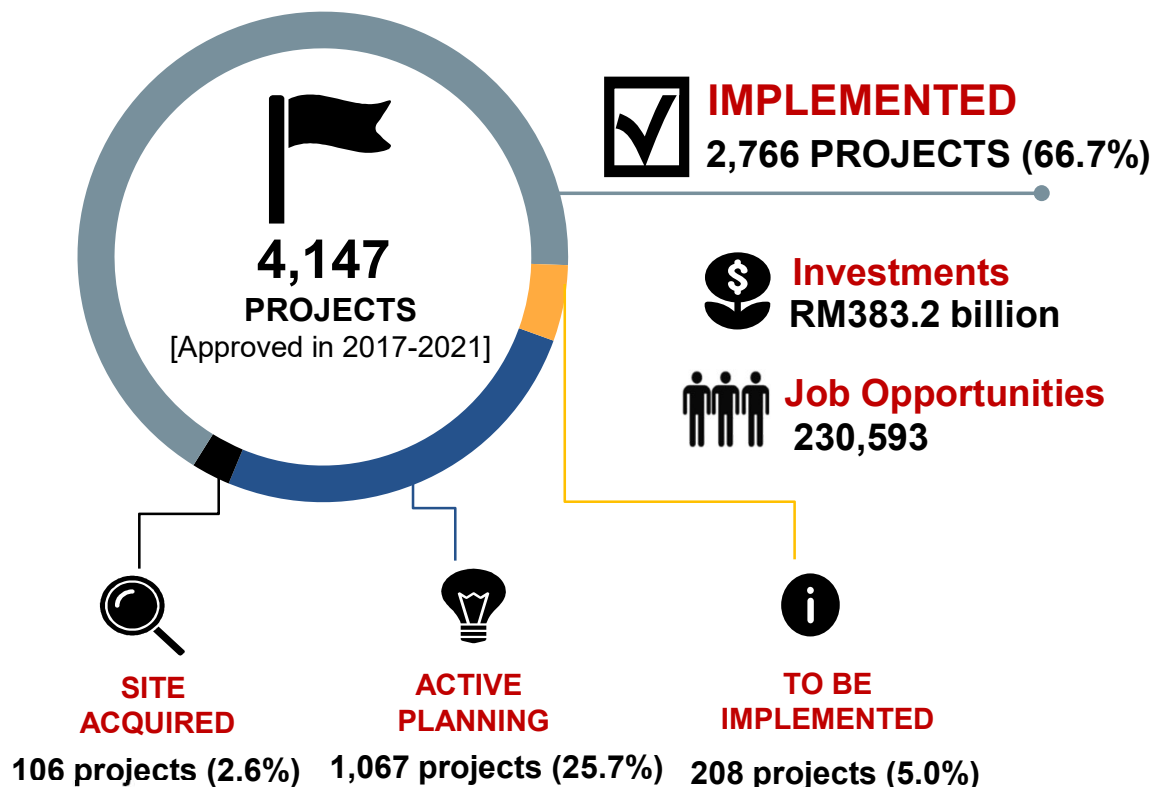 4,147
PROJECTS
[Approved in 2017-2021]
IMPLEMENTED
2,766 PROJECTS (66.7%)
$
Investments
RM383.2 billion
Job Opportunities
230,593
i
SITE
ACQUIRED
106 projects (2.6%)
ACTIVE
PLANNING
1,067 projects (25.7%)
TO BE
IMPLEMENTED
208 projects (5.0%)